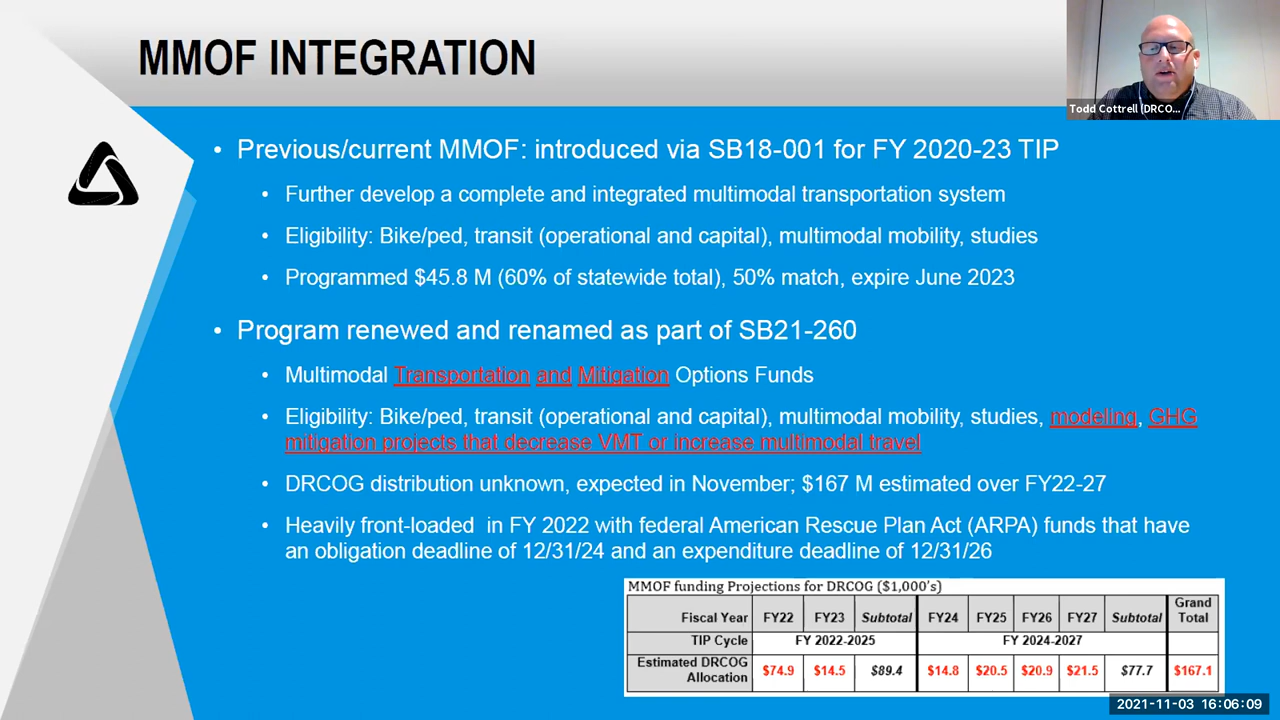 MMOF INTEGRATION
Todd Cottrell (DRCO...
• Previous/current MMOF: introduced via SB18-001 for FY 2020-23 TIP
• Further develop a complete and integrated multimodal transportation system
• Eligibility: Bike/ped, transit (operational and capital), multimodal mobility, studies
• Programmed $45.8 M (60% of statewide total), 50% match, expire June 2023
• Program renewed and renamed as part of SB21-260
• Multimodal Transportation and Mitigation Options Funds
• Eligibility: Bike/ped, transit (operational and capital), multimodal mobility, studies, modeling, GHG
mitigation projects that decrease VMT or increase multimodal travel
• DRCOG distribution unknown, expected in November; $167 M estimated over FY22-27
• Heavily front-loaded in FY 2022 with federal American Rescue Plan Act (ARPA) funds that have
an obligation deadline of 12/31/24 and an expenditure deadline of 12/31/26
MMOF funding Projections for DRCOG ($1,000's)
Fiscal Year FY22 FY23 Subtotal FY24 FY25 FY26 FY27 Subtotal Grand Total
TIP Cycle FY 2022-2025 FY 2024-2027
Estimated DRCOG Allocation $74.9 $14.5 $89.4 $14.8 $20.5 $20.9 $21.5 $77.7 $167.1
2021-11-03 16:06:09